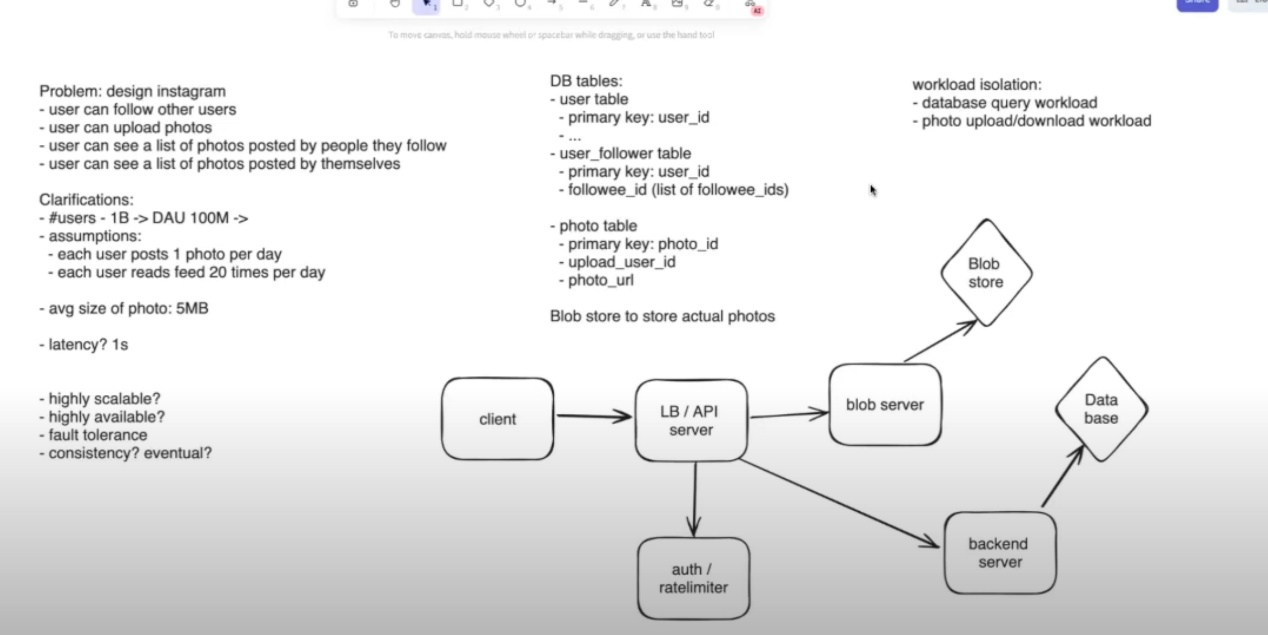 To move canvas, hold mouse wheel or spacebar while dragging, or use the hand tool
Share
AI
Problem: design instagram
- user can follow other users
- user can upload photos
- user can see a list of photos posted by people they follow
- user can see a list of photos posted by themselves
Clarifications:
- #users - 1B -> DAU 100M ->
- assumptions:
- each user posts 1 photo per day
- each user reads feed 20 times per day
- avg size of photo: 5MB
- latency? 1s
- highly scalable?
- highly available?
- fault tolerance
- consistency? eventual?
DB tables:
- user table
- primary key: user_id
- ...
- user_follower table
- primary key: user_id
- followee_id (list of followee_ids)
- photo table
- primary key: photo_id
- upload_user_id
- photo_url
Blob store to store actual photos
workload isolation:
- database query workload
- photo upload/download workload
Blob
store
client
LB / API
server
blob server
Data
base
auth /
ratelimiter
backend
server